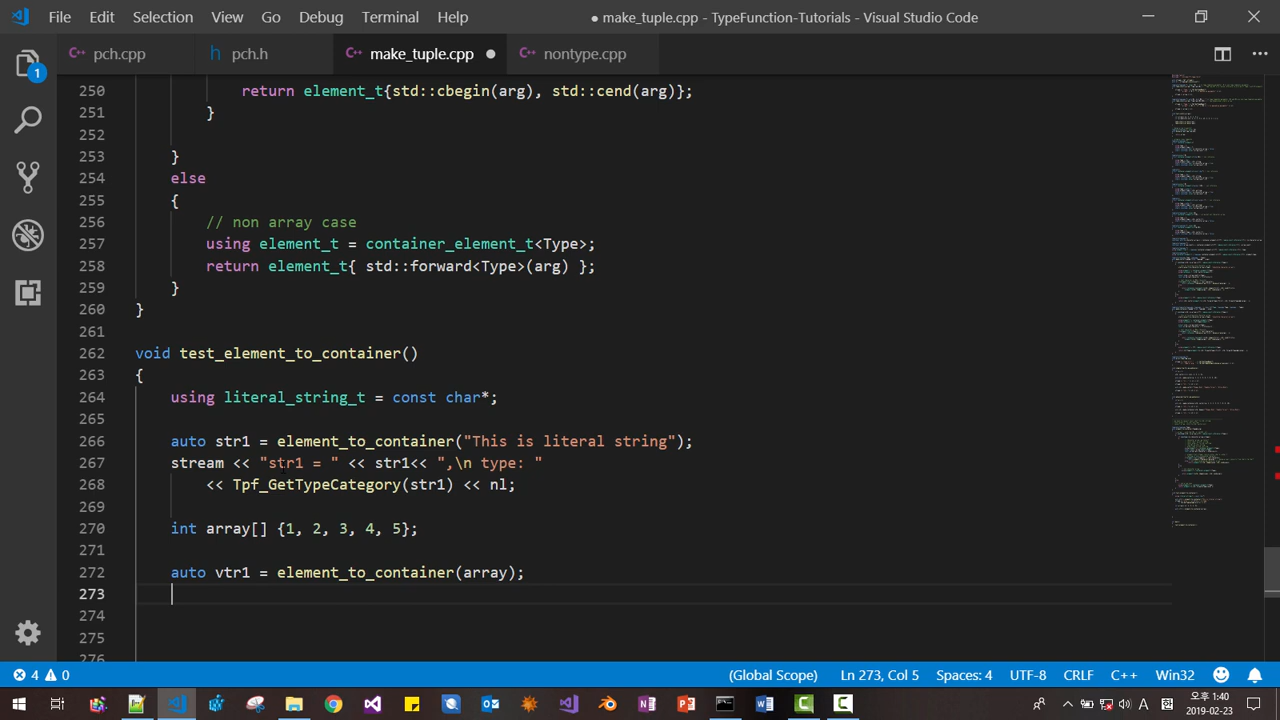 File Edit Selection View Go Debug Terminal Help ● make_tuple.cpp - TypeFunction-Tutorials - Visual Studio Code
pch.cpp pch.h make_tuple.cpp ● nontype.cpp
1
250 return element_t{std::cbegin(arg), std::cend(arg)};
251 }
252
253 }
254 else
255 {
256 // non array case
257 using element_t = container_element_t<Type>;
258 return element_t{ std::forward<Type>(arg) };
259 }
260 }
261
262 void test_element_to_container()
263 {
264 using literal_string_t = const char*;
265
266 auto str1 = element_to_container("This is literal string");
267 stream << "str1 = " << str1<< ",\n Type: "
268 << Tpf_GetTypeCategory(str1) << endl;
269
270 int array[] {1, 2, 3, 4, 5};
271
272 auto vtr1 = element_to_container(array);
273
274
275
276
4 0 (Global Scope) Ln 273, Col 5 Spaces: 4 UTF-8 CRLF C++ Win32
오후 1:40
2019-02-23